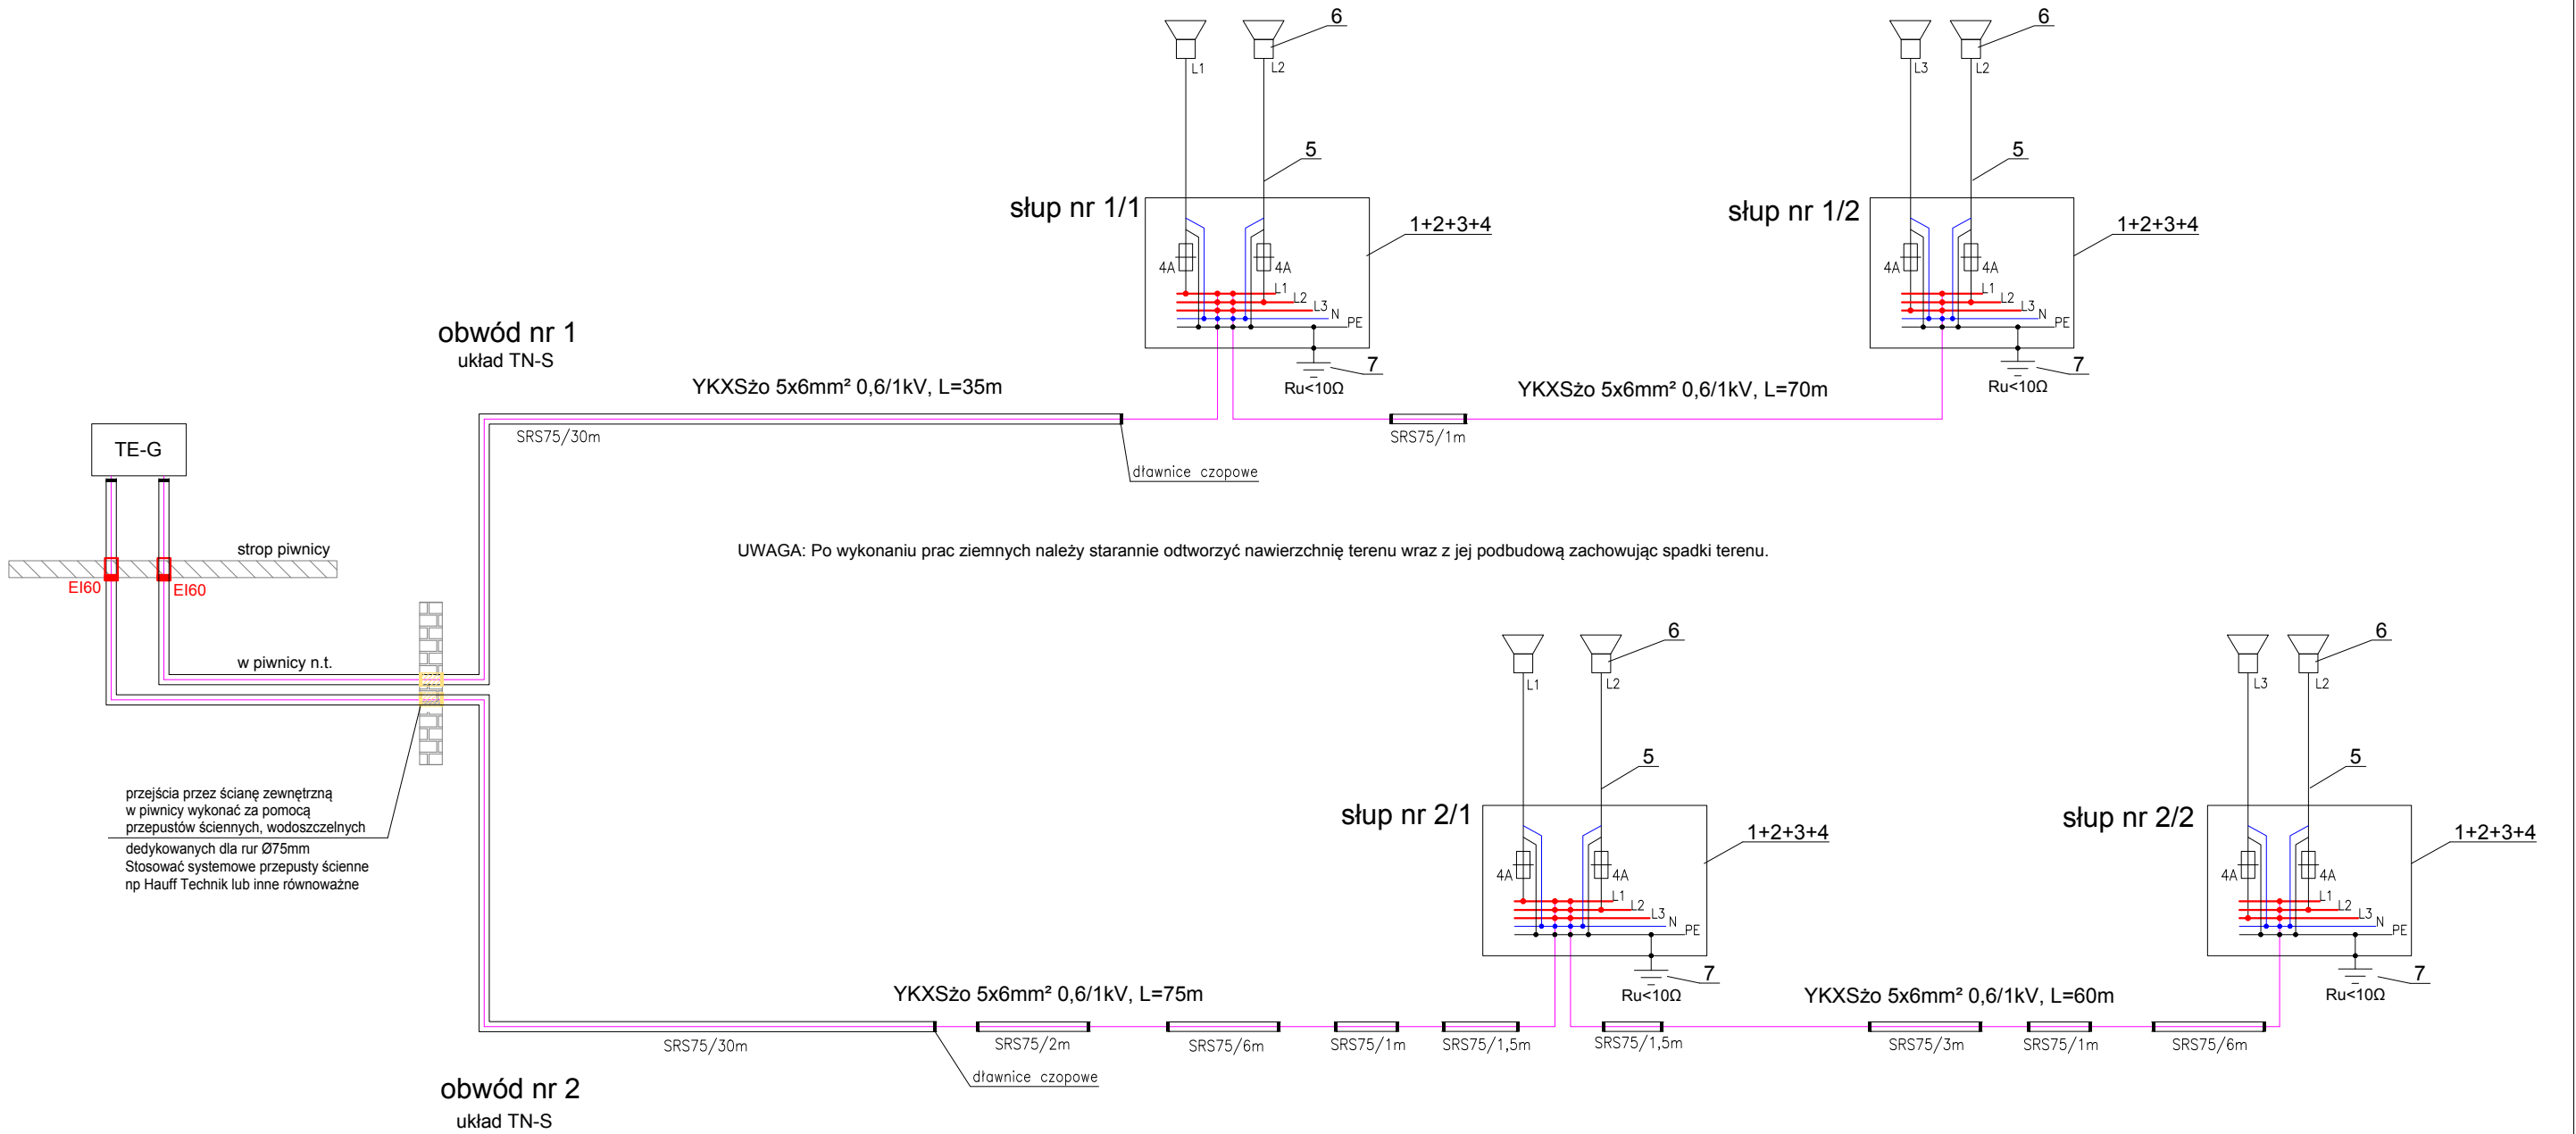 6
L1
L2
5
słup nr 1/1
1+2+3+4
4A
4A
L1
L2
L3
N
PE
7
Ru<10Ω
6
L3
L2
5
słup nr 1/2
1+2+3+4
4A
4A
L1
L2
L3
N
PE
7
Ru<10Ω
obwód nr 1
układ TN-S
YKXSżo 5x6mm² 0,6/1kV, L=35m
YKXSżo 5x6mm² 0,6/1kV, L=70m
SRS75/30m
SRS75/1m
dławnice czopowe
TE-G
strop piwnicy
EI60
EI60
UWAGA: Po wykonaniu prac ziemnych należy starannie odtworzyć nawierzchnię terenu wraz z jej podbudową zachowując spadki terenu.
w piwnicy n.t.
przejścia przez ścianę zewnętrzną
w piwnicy wykonać za pomocą
przepustów ściennych, wodoszczelnych
dedykowanych dla rur Ø75mm
Stosować systemowe przepusty ścienne
np Hauff Technik lub inne równoważne
6
L1
L2
5
słup nr 2/1
1+2+3+4
4A
4A
L1
L2
L3
N
PE
7
Ru<10Ω
6
L3
L2
5
słup nr 2/2
1+2+3+4
4A
4A
L1
L2
L3
N
PE
7
Ru<10Ω
YKXSżo 5x6mm² 0,6/1kV, L=75m
YKXSżo 5x6mm² 0,6/1kV, L=60m
SRS75/30m
SRS75/2m
SRS75/6m
SRS75/1m
SRS75/1,5m
SRS75/1,5m
SRS75/3m
SRS75/1m
SRS75/6m
dławnice czopowe
obwód nr 2
układ TN-S